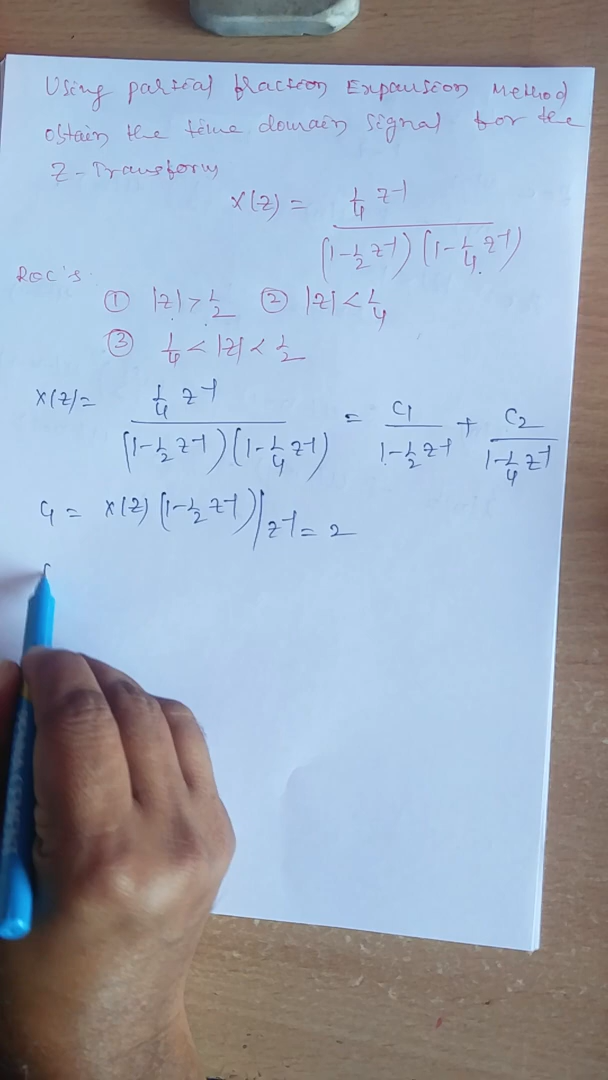 Using partial fraction Expansion Method
obtain the time domain signal for the
Z-Transform
X(z) = 1/4 z^-1 / (1-1/2 z^-1)(1-1/4 z^-1)
ROC's
① |z| > 1/2 ② |z| < 1/4
③ 1/4 < |z| < 1/2
X(z) = 1/4 z^-1 / (1-1/2 z^-1)(1-1/4 z^-1) = C1 / 1-1/2 z^-1 + C2 / 1-1/4 z^-1
C1 = X(z) (1-1/2 z^-1) | z^-1 = 2